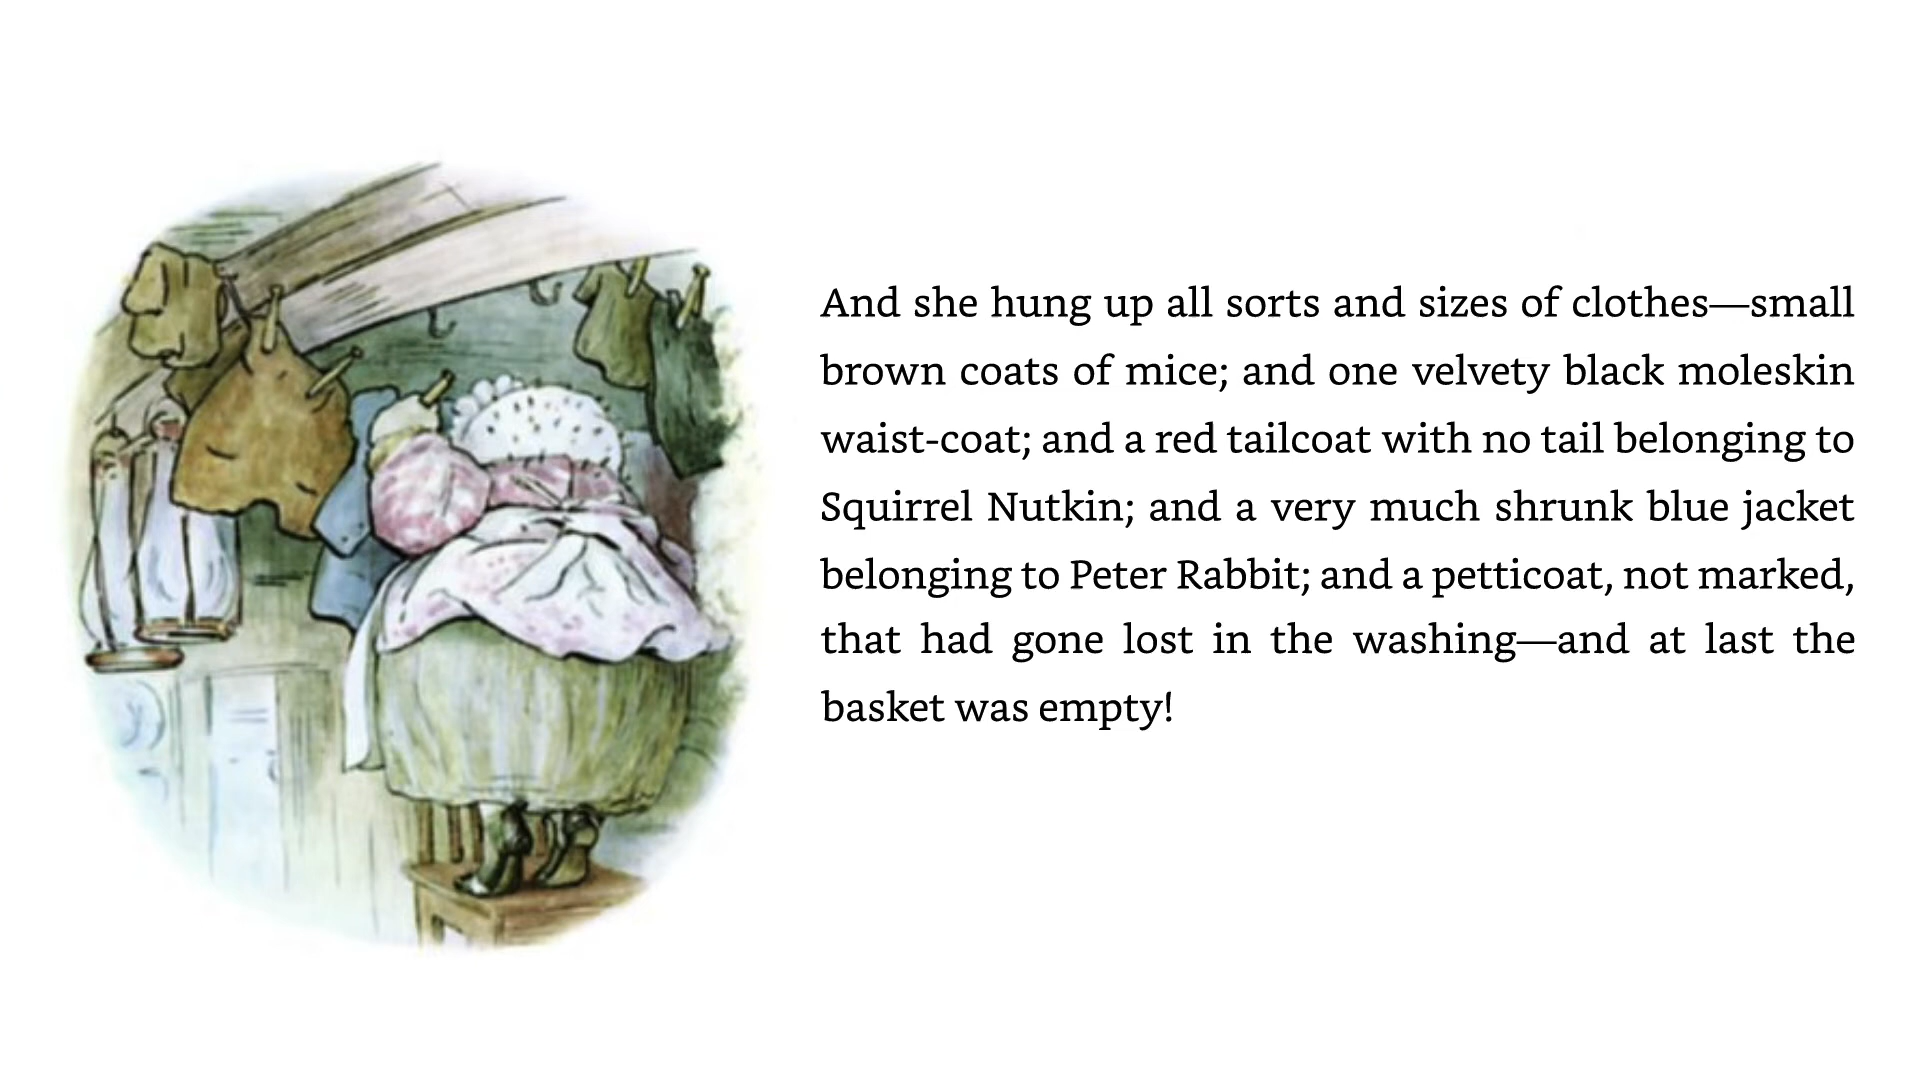 And she hung up all sorts and sizes of clothes—small
brown coats of mice; and one velvety black moleskin
waist-coat; and a red tailcoat with no tail belonging to
Squirrel Nutkin; and a very much shrunk blue jacket
belonging to Peter Rabbit; and a petticoat, not marked,
that had gone lost in the washing—and at last the
basket was empty!